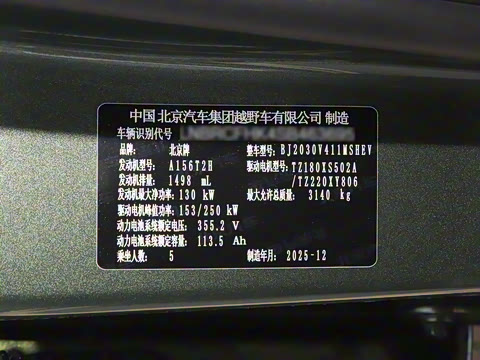 中国 北京汽车集团越野车有限公司 制造
车辆识别代号
品牌: 北京牌 整车型号: BJ2030V411MSHEV
发动机型号: A156T2H 驱动电机型号: TZ180XS502A
发动机排量: 1498 mL /TZ220XY806
发动机最大净功率: 130 kW 最大允许总质量: 3140 kg
驱动电机峰值功率: 153/250 kW
动力电池系统额定电压: 355.2 V
动力电池系统额定容量: 113.5 Ah
乘坐人数: 5 制造年月: 2025-12